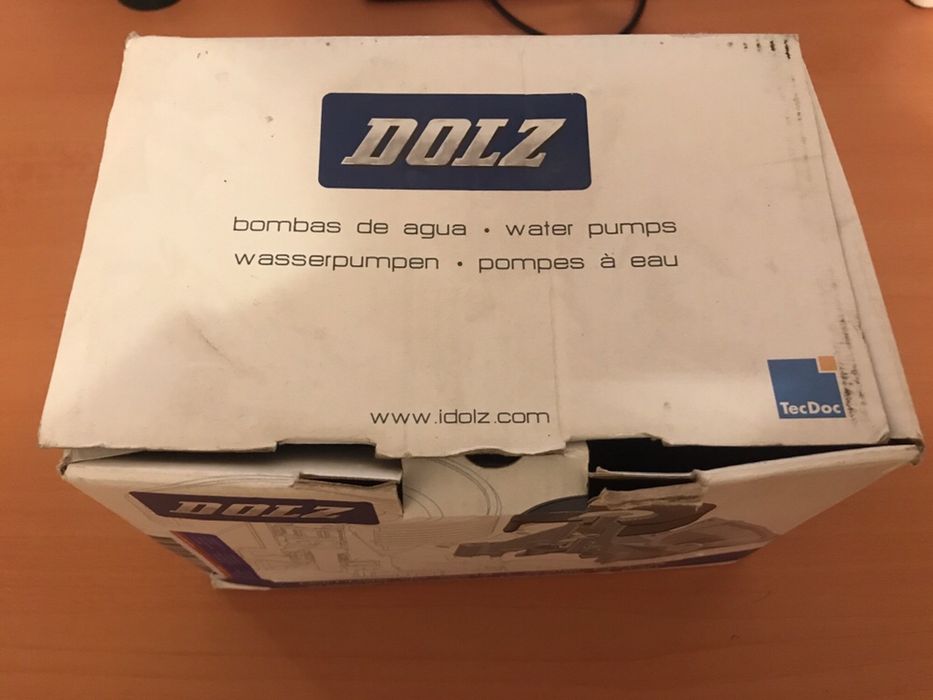 DOLZ
bombas de agua • water pumps
wasserpumpen • pompes à eau
www.idolz.com
TecDoc
DOLZ